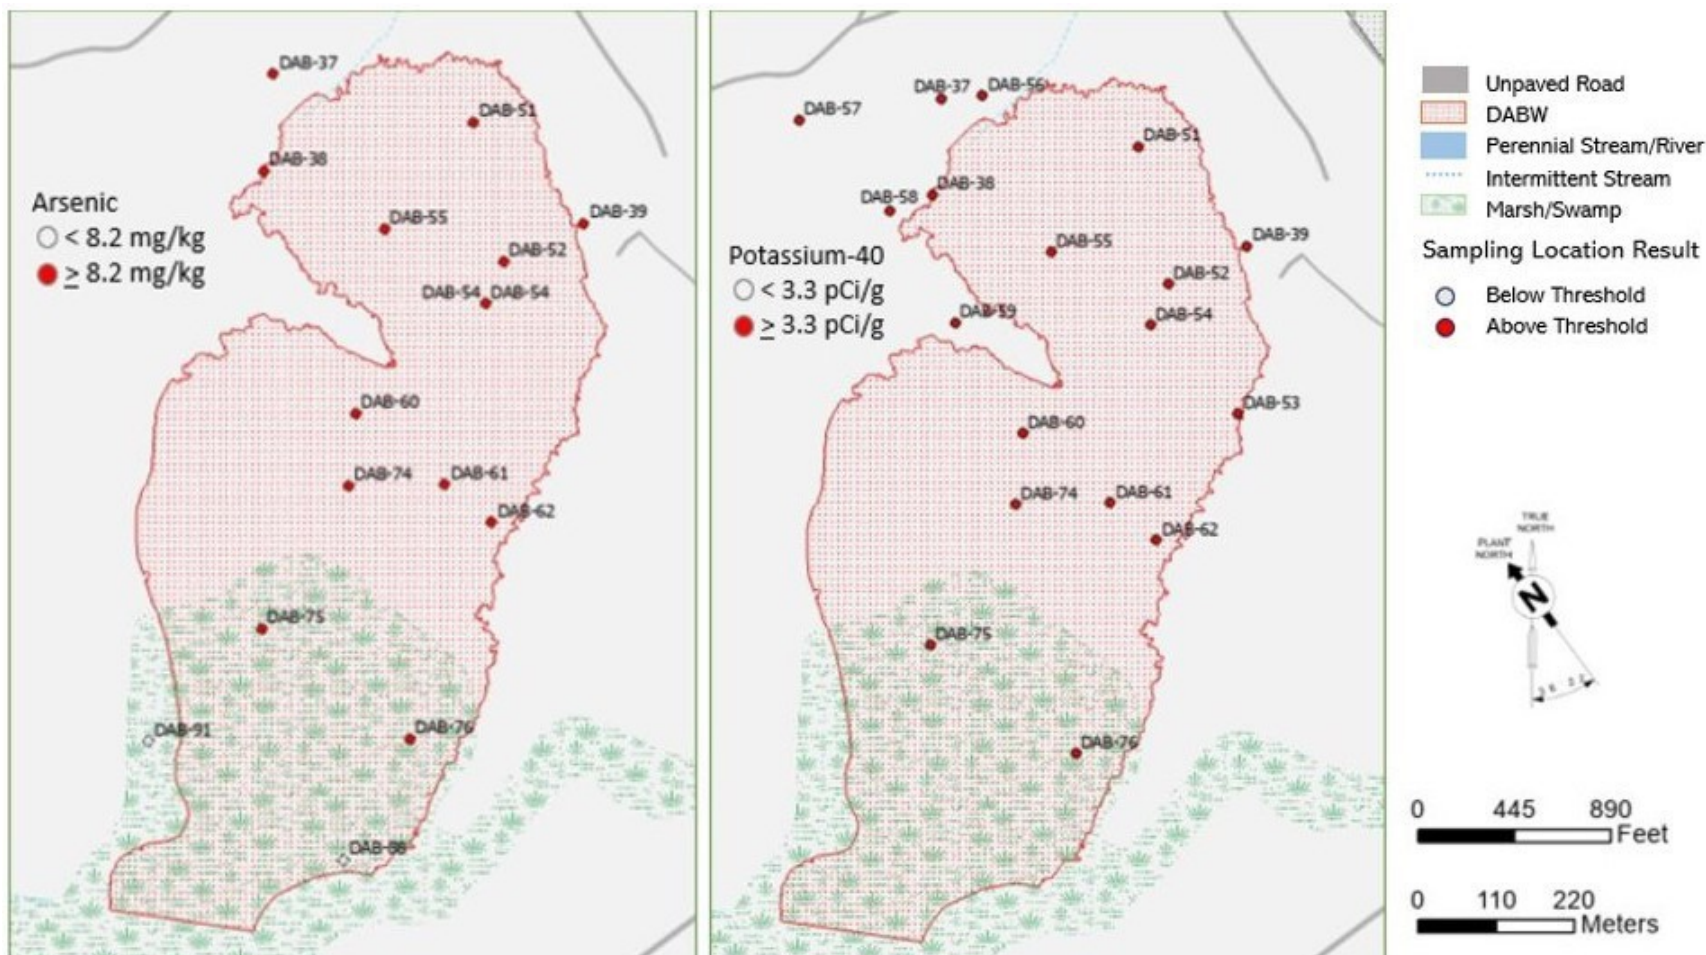 DAB-37
DAB-51
DAB-38
Arsenic
< 8.2 mg/kg
≥ 8.2 mg/kg
DAB-55
DAB-39
DAB-52
DAB-54 DAB-54
DAB-60
DAB-74
DAB-61
DAB-62
DAB-75
DAB-91
DAB-76
DAB-88
DAB-57
DAB-37
DAB-56
DAB-51
DAB-38
DAB-58
Potassium-40
< 3.3 pCi/g
≥ 3.3 pCi/g
DAB-55
DAB-39
DAB-52
DAB-59
DAB-54
DAB-53
DAB-60
DAB-74
DAB-61
DAB-62
DAB-75
DAB-76
Unpaved Road
DABW
Perennial Stream/River
Intermittent Stream
Marsh/Swamp
Sampling Location Result
Below Threshold
Above Threshold
TRUE
NORTH
PLANT
NORTH
N
0 445 890
Feet
0 110 220
Meters